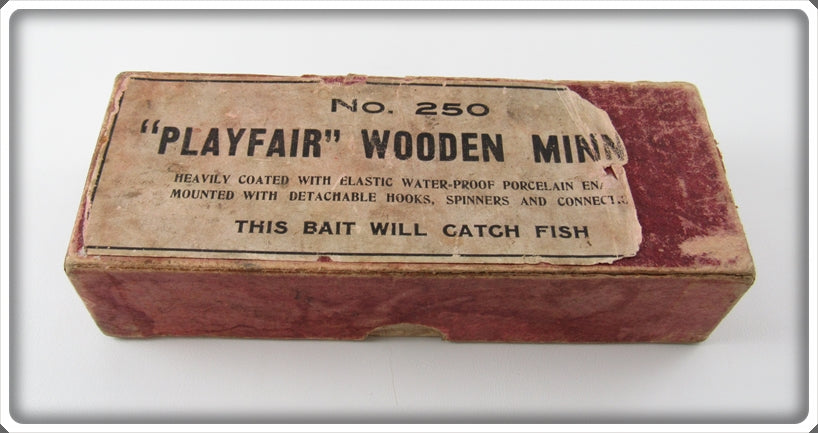 No. 250
"PLAYFAIR" WOODEN MINN
HEAVILY COATED WITH ELASTIC WATER-PROOF PORCELAIN EN
MOUNTED WITH DETACHABLE HOOKS, SPINNERS AND CONNECT
THIS BAIT WILL CATCH FISH